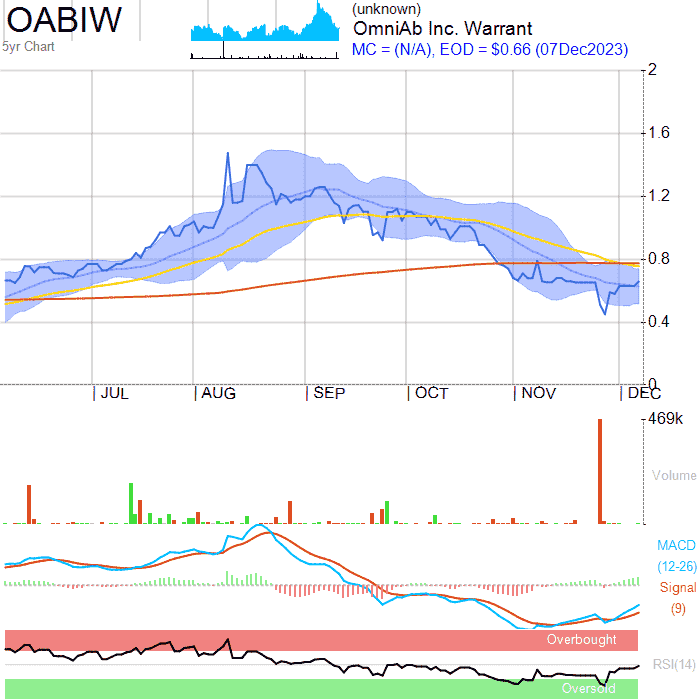 OABIW
5yr Chart
(unknown)
OmniAb Inc. Warrant
MC = (N/A), EOD = $0.66 (07Dec2023)
2
1.6
1.2
0.8
0.4
0
JUL
AUG
SEP
OCT
NOV
DEC
469k
Volume
MACD
(12-26)
Signal
(9)
Overbought
RSI(14)
Oversold